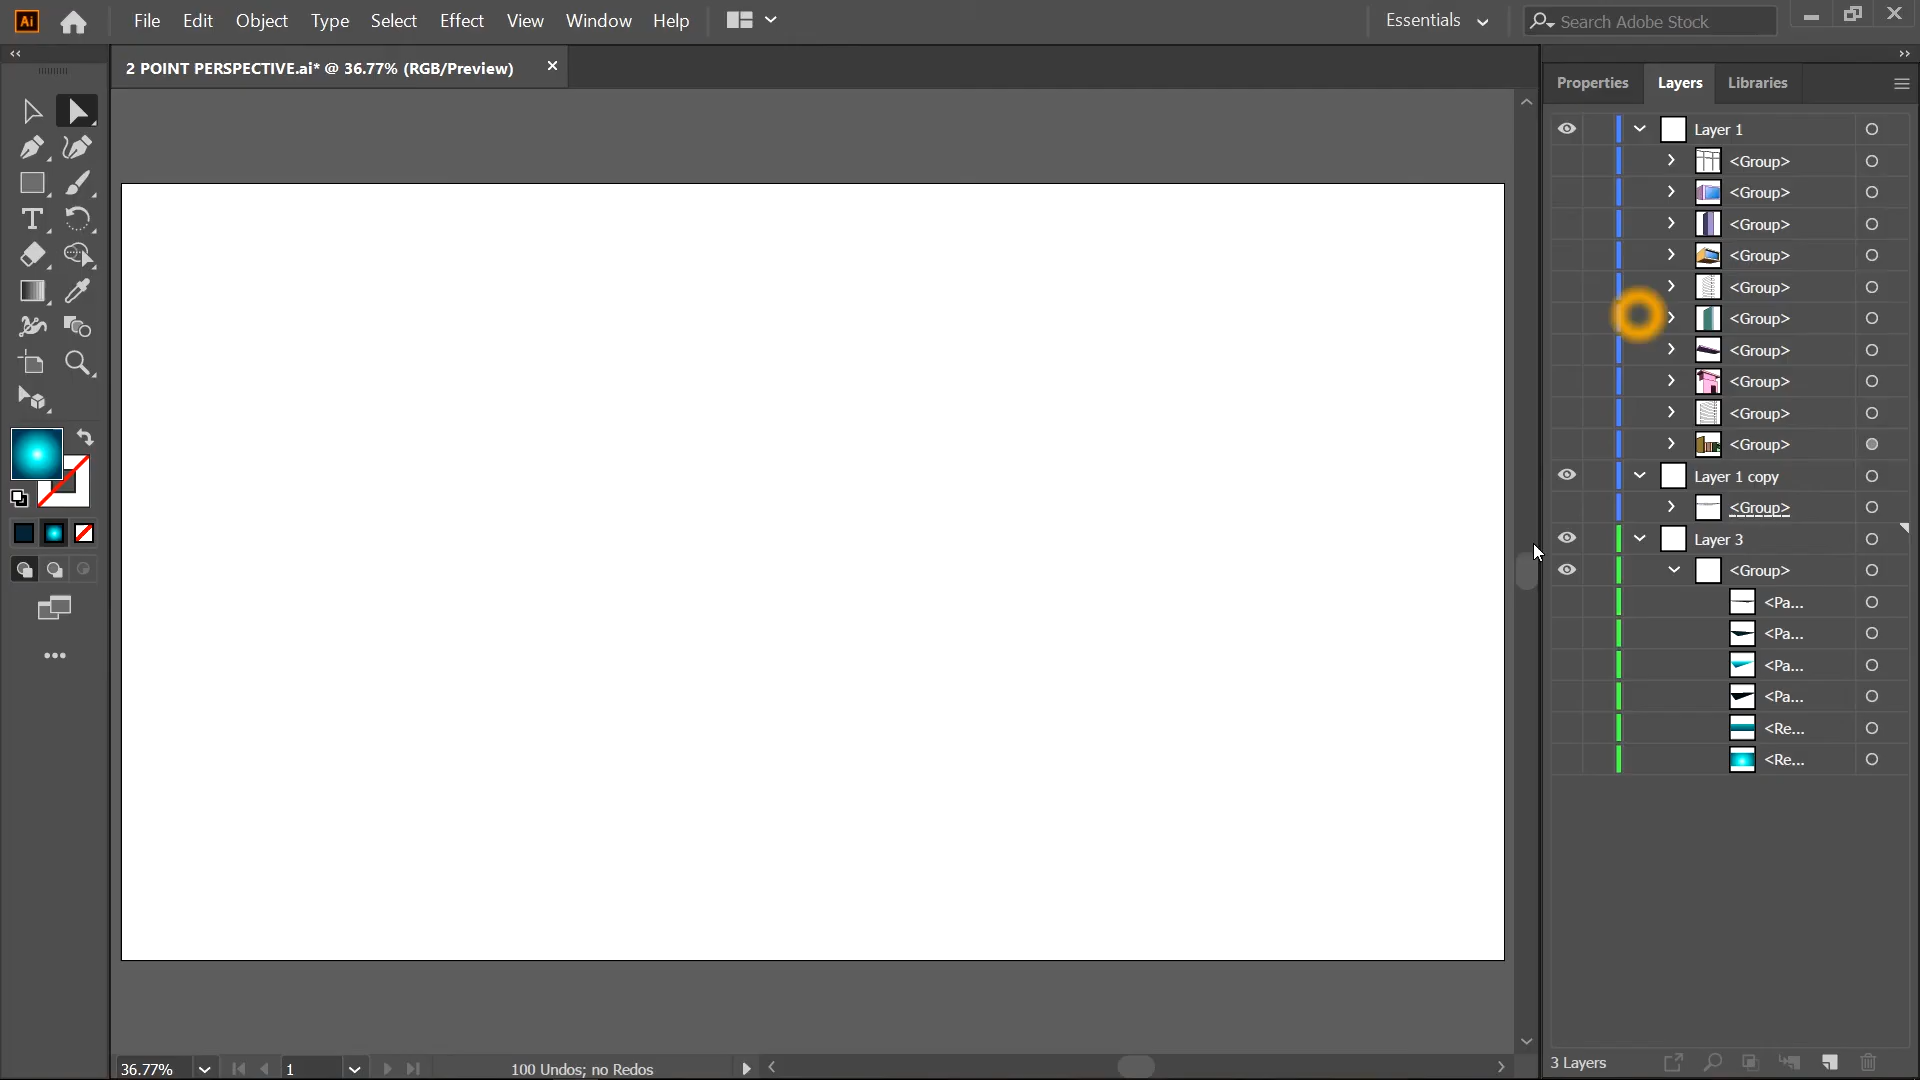 Ai File Edit Object Type Select Effect View Window Help Essentials Search Adobe Stock
2 POINT PERSPECTIVE.ai* @ 36.77% (RGB/Preview)
Properties Layers Libraries
Layer 1
<Group>
<Group>
<Group>
<Group>
<Group>
<Group>
<Group>
<Group>
<Group>
<Group>
Layer 1 copy
<Group>
Layer 3
<Group>
<Pa...
<Pa...
<Pa...
<Pa...
<Re...
<Re...
36.77% 1 100 Undos; no Redos 3 Layers